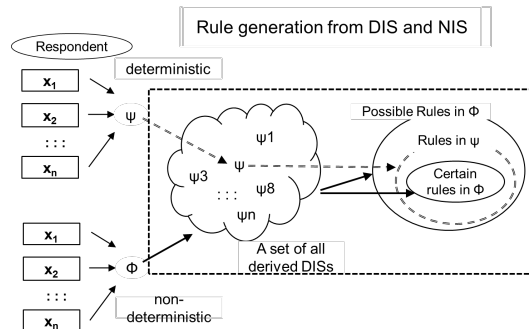 Rule generation from DIS and NIS
Respondent
deterministic
x1
x2
:::
xn
ψ
ψ1
ψ
ψ3
ψ8
:::
ψn
Possible Rules in Φ
Rules in ψ
Certain
rules in Φ
A set of all
derived DISs
x1
x2
:::
xn
Φ
non-
deterministic